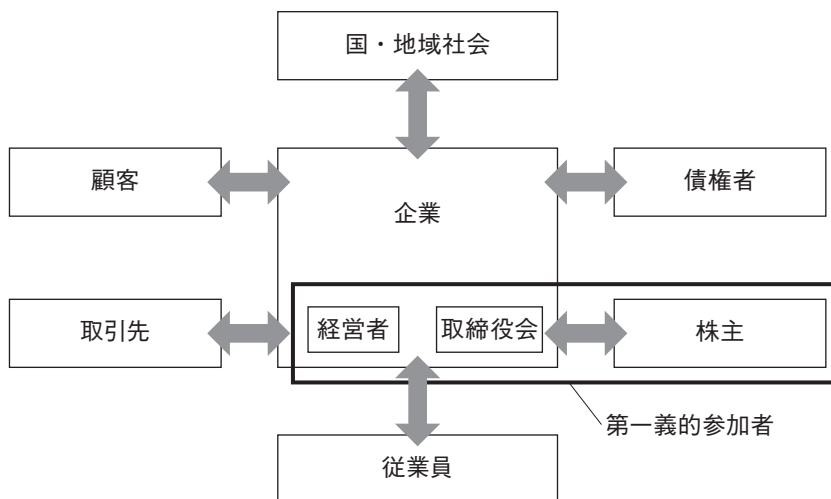 国・地域社会
顧客
企業
債権者
取引先
経営者
取締役会
株主
第一義的参加者
従業員